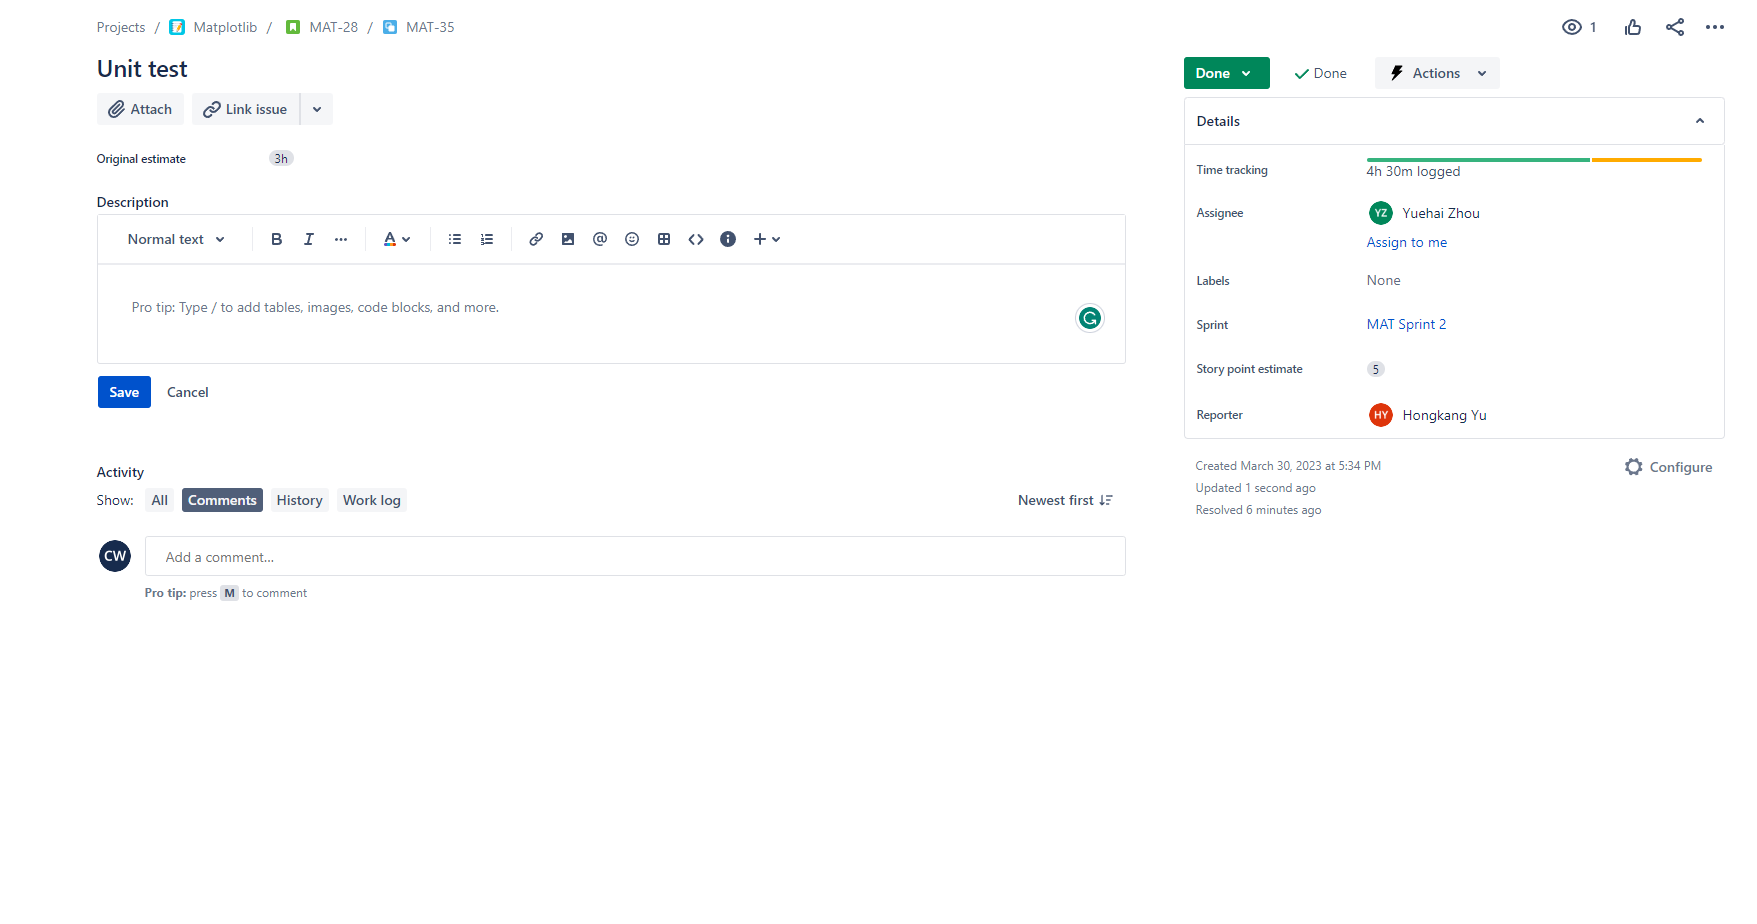 Projects / Matplotlib / MAT-28 / MAT-35
1
Unit test
Attach
Link issue
Original estimate 3h
Description
Normal text B I A @
Pro tip: Type / to add tables, images, code blocks, and more.
Save Cancel
Activity
Show: All Comments History Work log
Newest first
CW
Add a comment...
Pro tip: press M to comment
Done
Done
Actions
Details
Time tracking
4h 30m logged
Assignee
YZ Yuehai Zhou
Assign to me
Labels
None
Sprint
MAT Sprint 2
Story point estimate
5
Reporter
HY Hongkang Yu
Created March 30, 2023 at 5:34 PM
Configure
Updated 1 second ago
Resolved 6 minutes ago